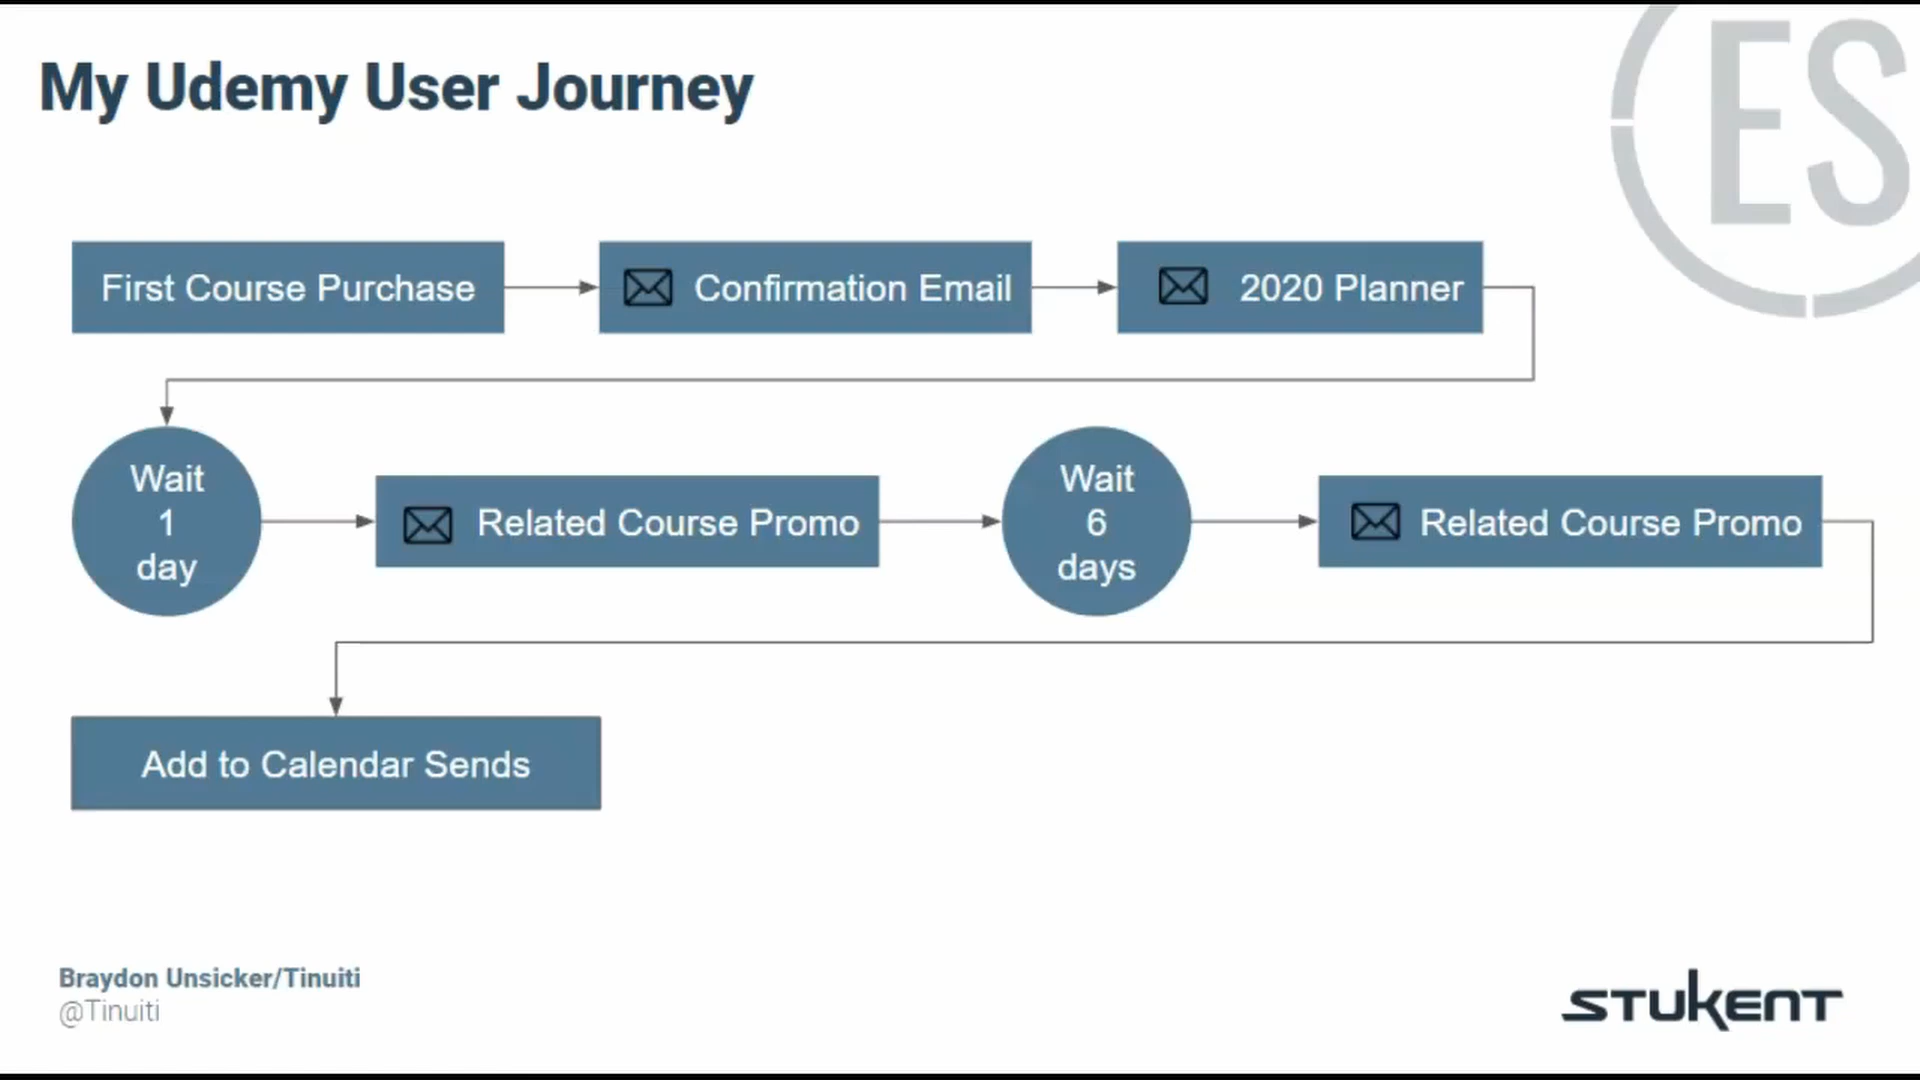 My Udemy User Journey
ES
First Course Purchase
Confirmation Email
2020 Planner
Wait
1
day
Related Course Promo
Wait
6
days
Related Course Promo
Add to Calendar Sends
Braydon Unsicker/Tinuiti
@Tinuiti
STUKENT